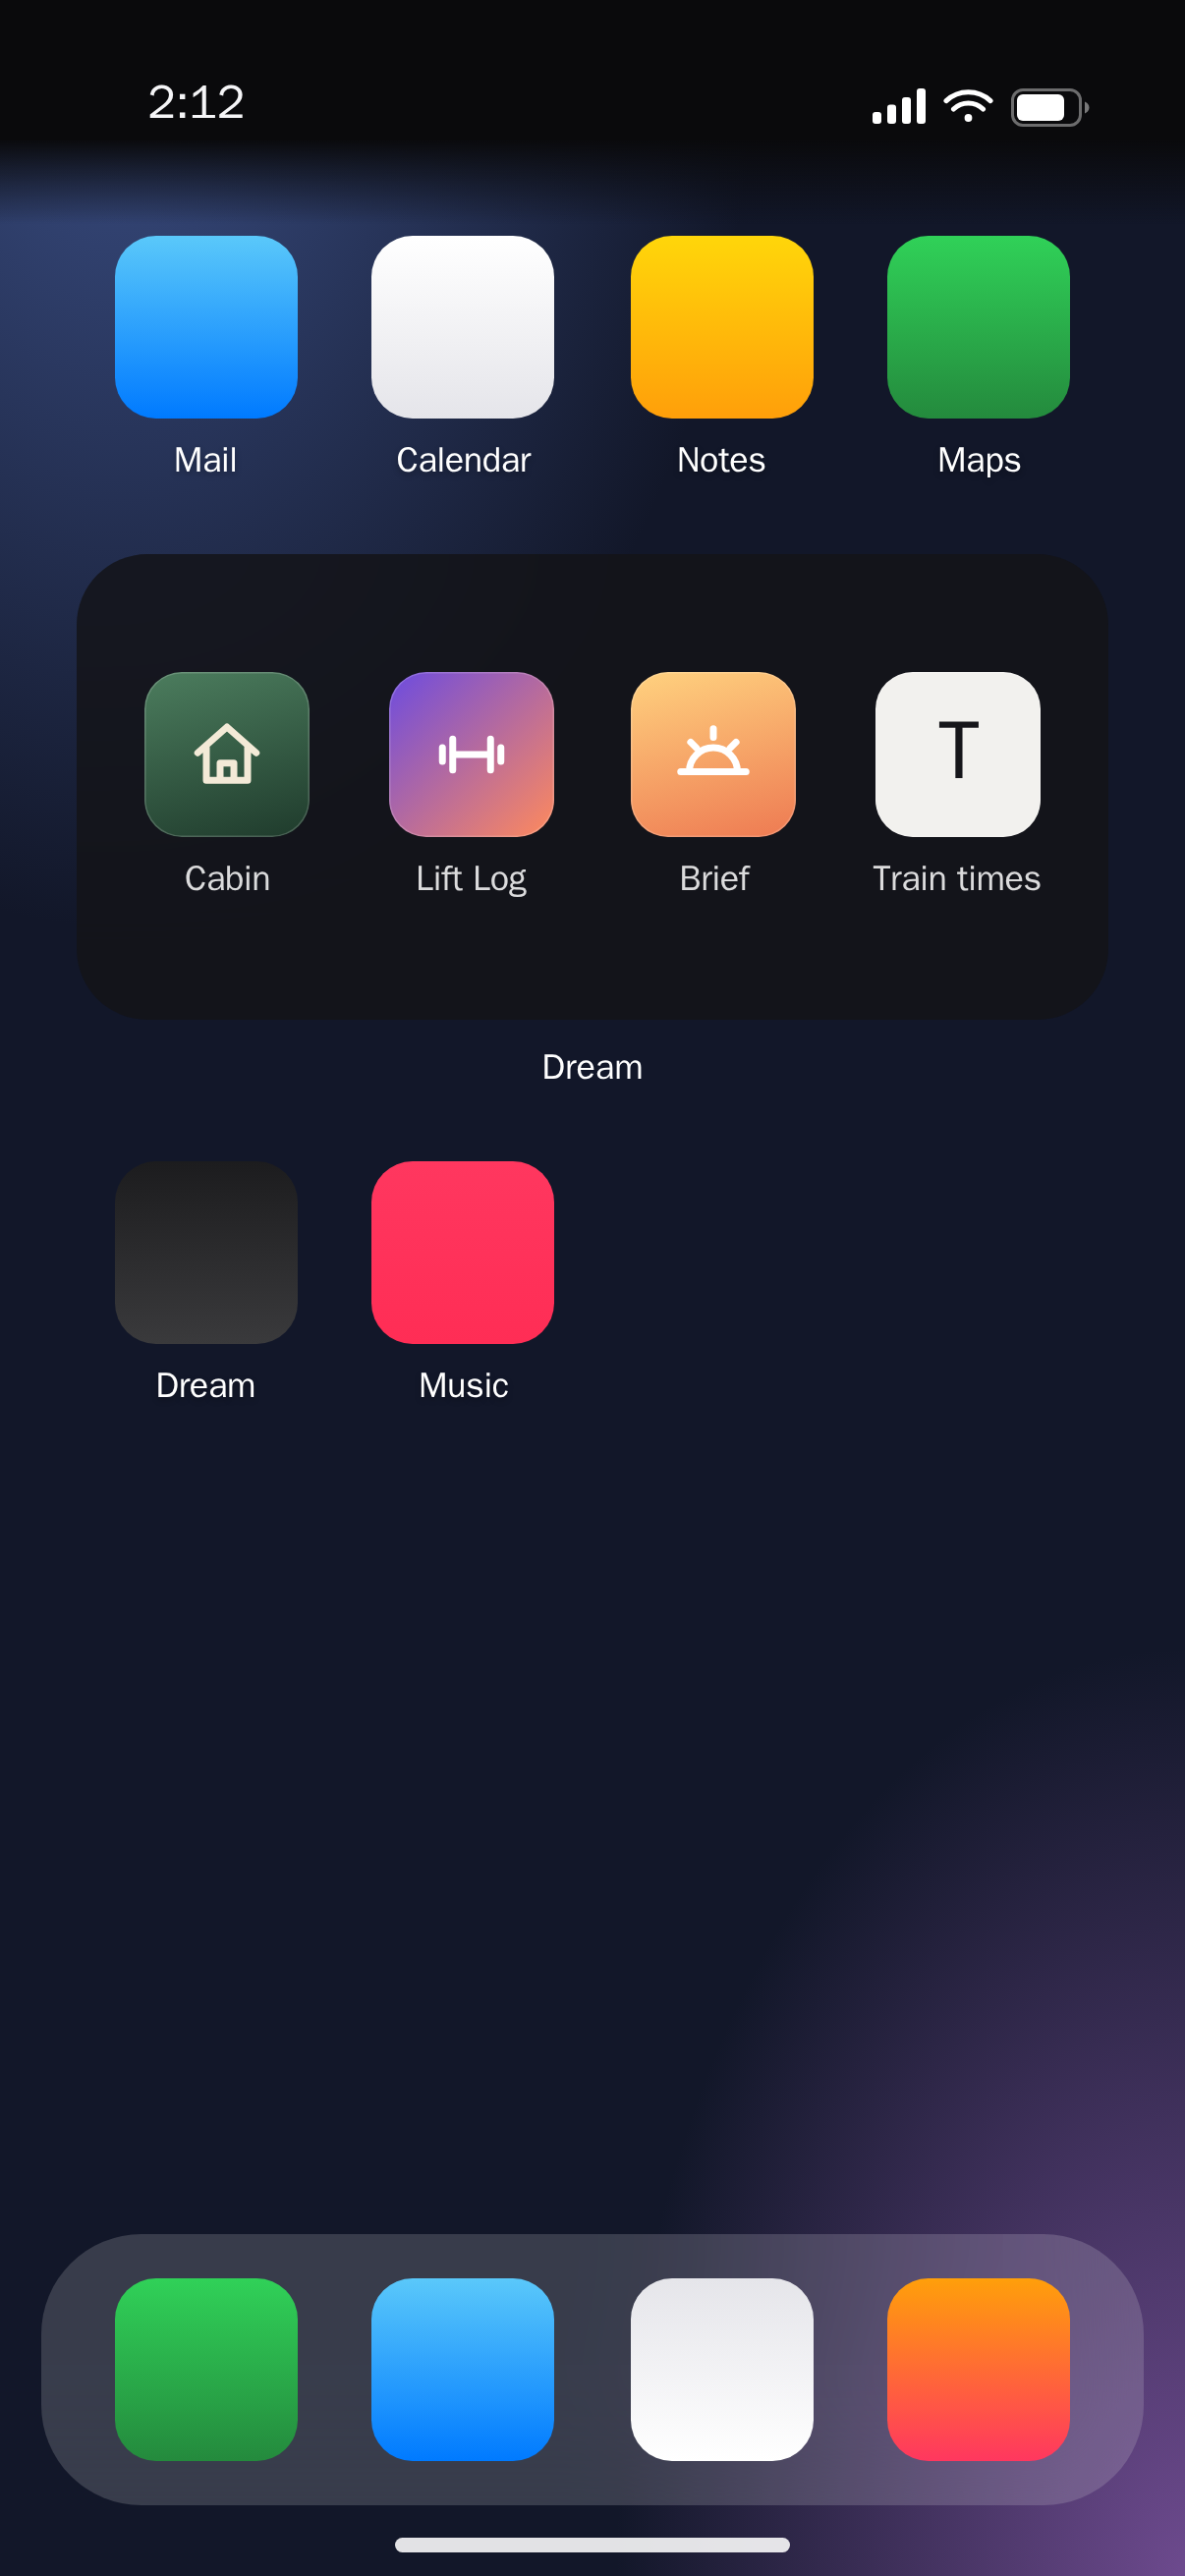 2:12
Mail
Calendar
Notes
Maps
T
Cabin
Lift Log
Brief
Train times
Dream
Dream
Music